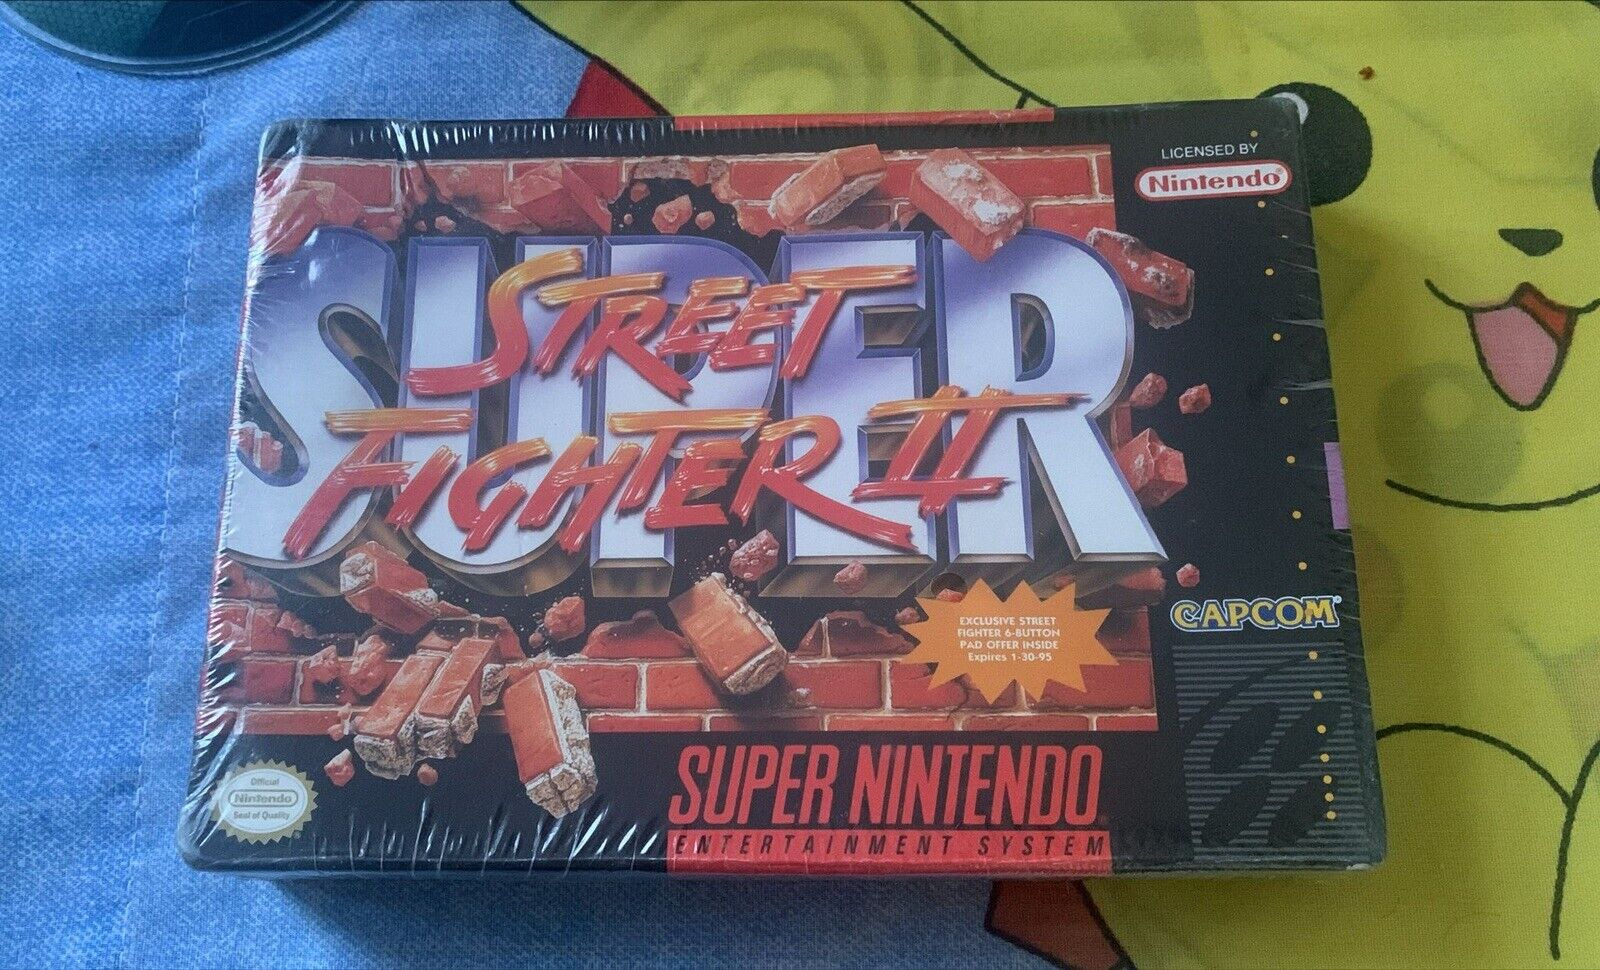 LICENSED BY
Nintendo®
SUPER
STREET
FIGHTER II
EXCLUSIVE STREET
FIGHTER 6-BUTTON
PAD OFFER INSIDE
Expires 1-30-95
CAPCOM®
Official
Nintendo
Seal of Quality
SUPER NINTENDO®
ENTERTAINMENT SYSTEM